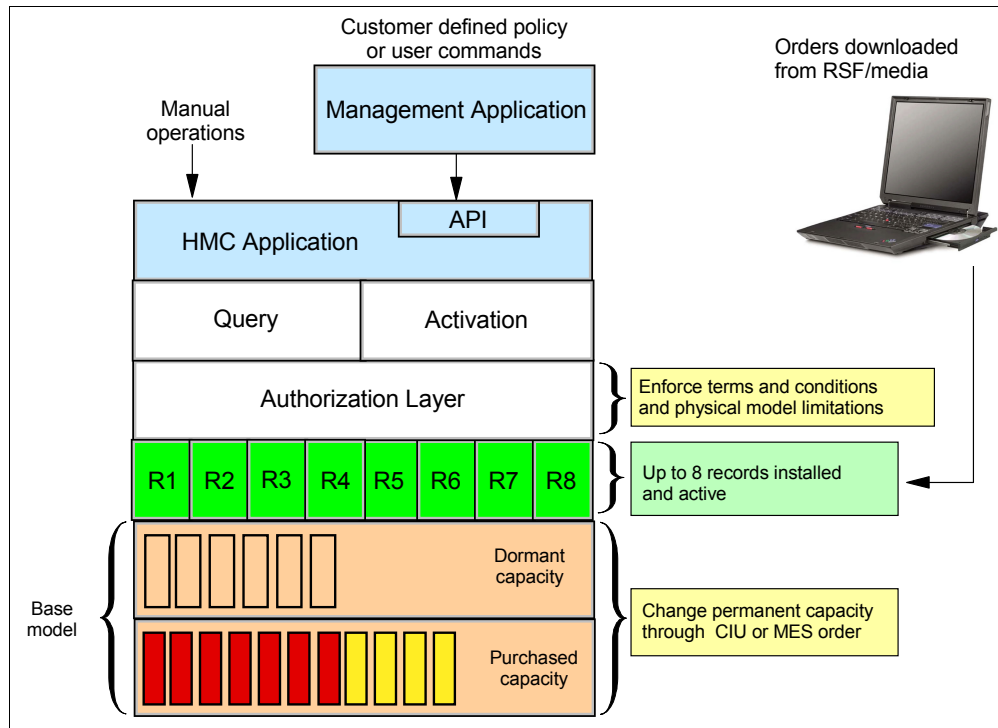 Customer defined policy
or user commands
Orders downloaded
from RSF/media
Management Application
Manual
operations
API
HMC Application
Query
Activation
Authorization Layer
Enforce terms and conditions
and physical model limitations
R1 R2 R3 R4 R5 R6 R7 R8
Up to 8 records installed
and active
Dormant
capacity
Base
model
Change permanent capacity
through CIU or MES order
Purchased
capacity